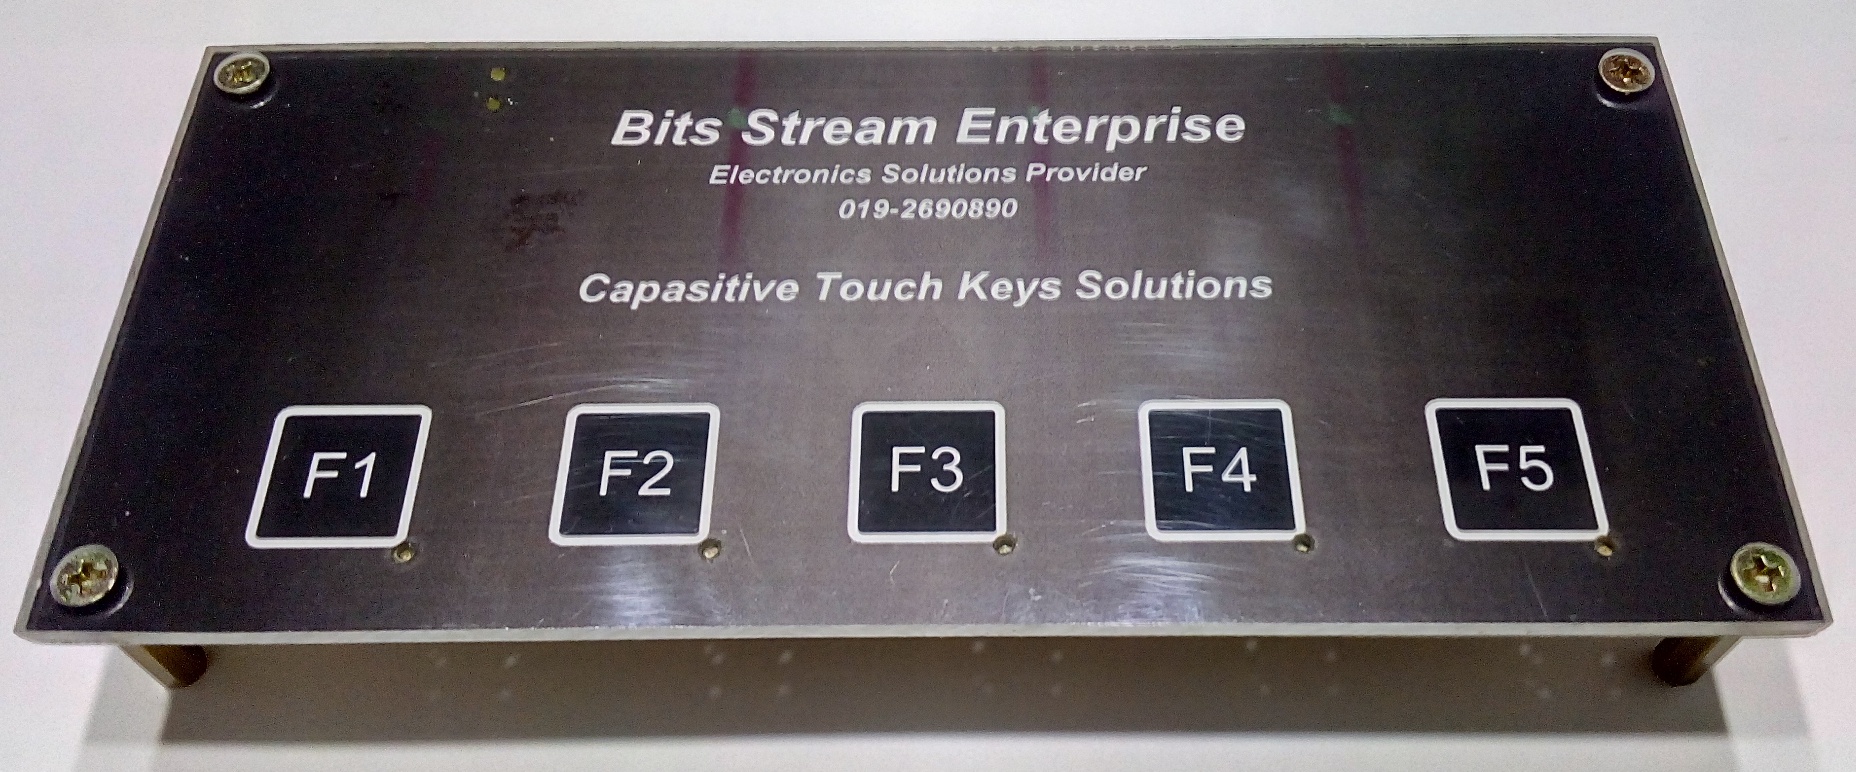 Bits Stream Enterprise
Electronics Solutions Provider
019-2690890
Capasitive Touch Keys Solutions
F1 F2 F3 F4 F5